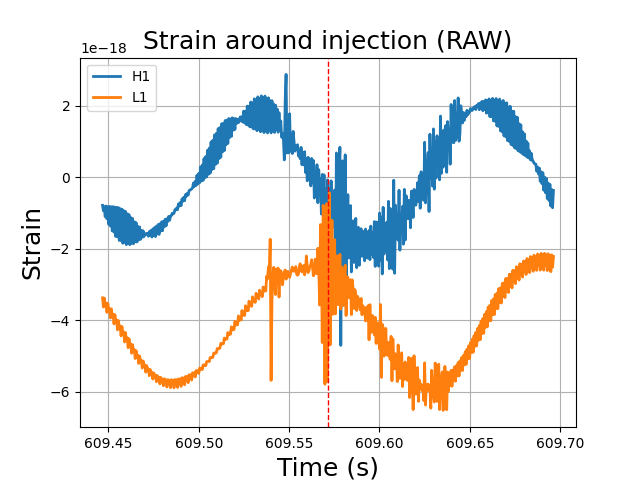 Strain around injection (RAW)
1e−18
H1
L1
2
0
−2
−4
−6
Strain
609.45 609.50 609.55 609.60 609.65 609.70
Time (s)